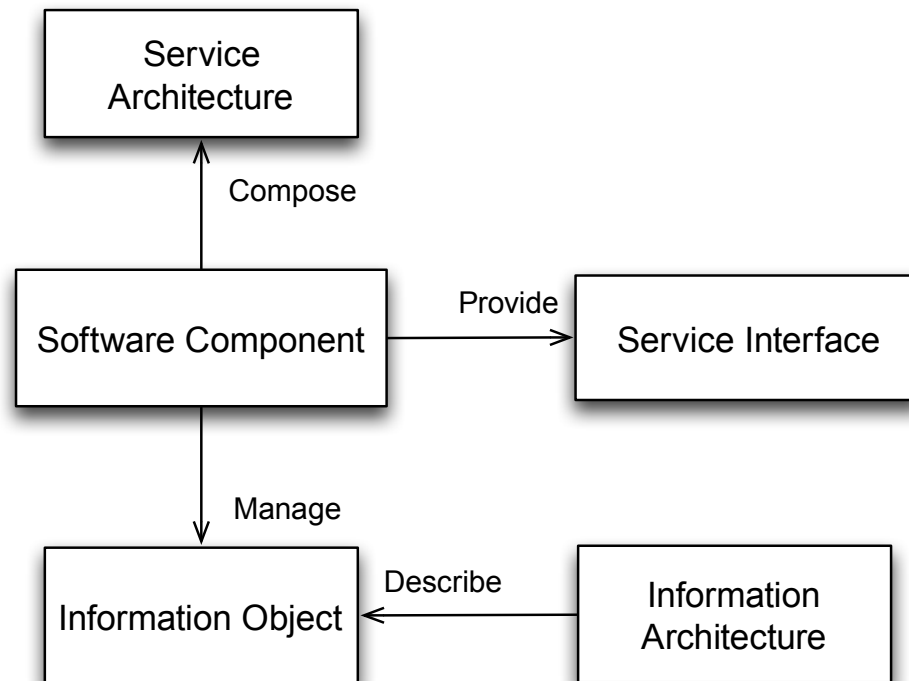 Service
Architecture
Compose
Provide
Software Component
Service Interface
Manage
Describe
Information Object
Information
Architecture